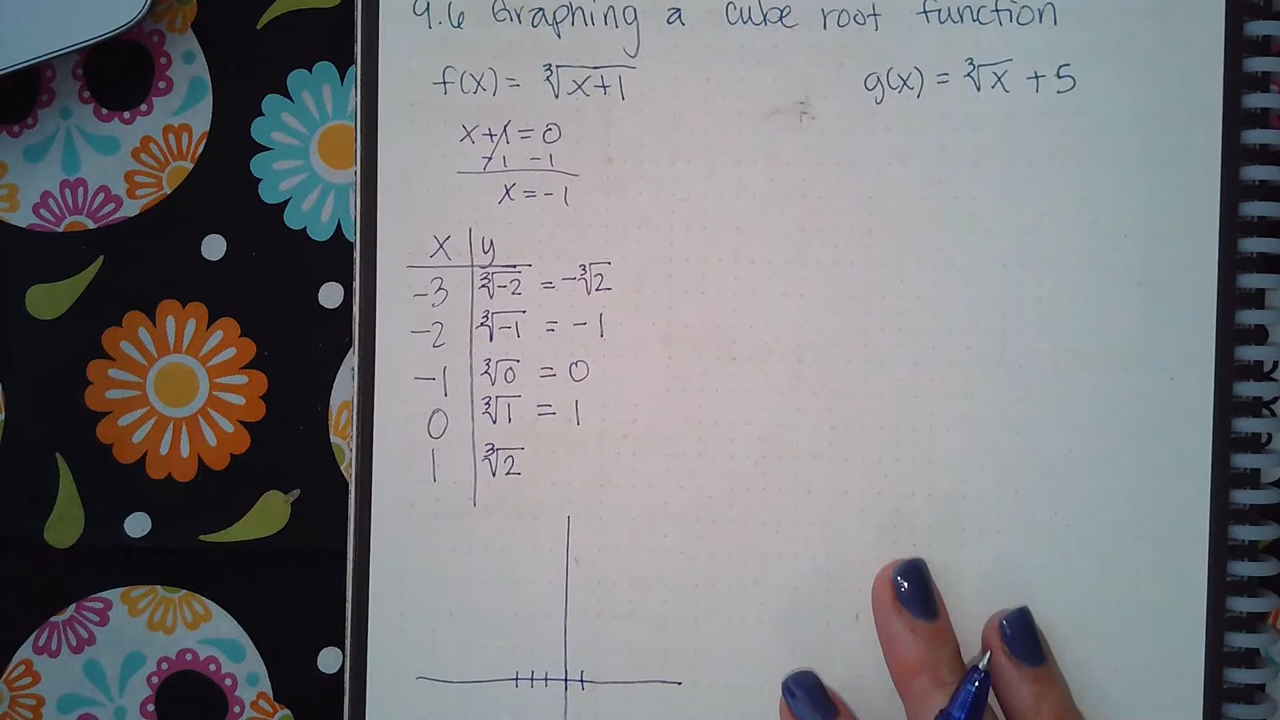 9.6 Graphing a cube root function
f(x) = ∛(x+1)
g(x) = ∛x + 5
x+1 = 0
-1 -1
x = -1
x | y
-3 | ∛-2 = -∛2
-2 | ∛-1 = -1
-1 | ∛0 = 0
0 | ∛1 = 1
1 | ∛2